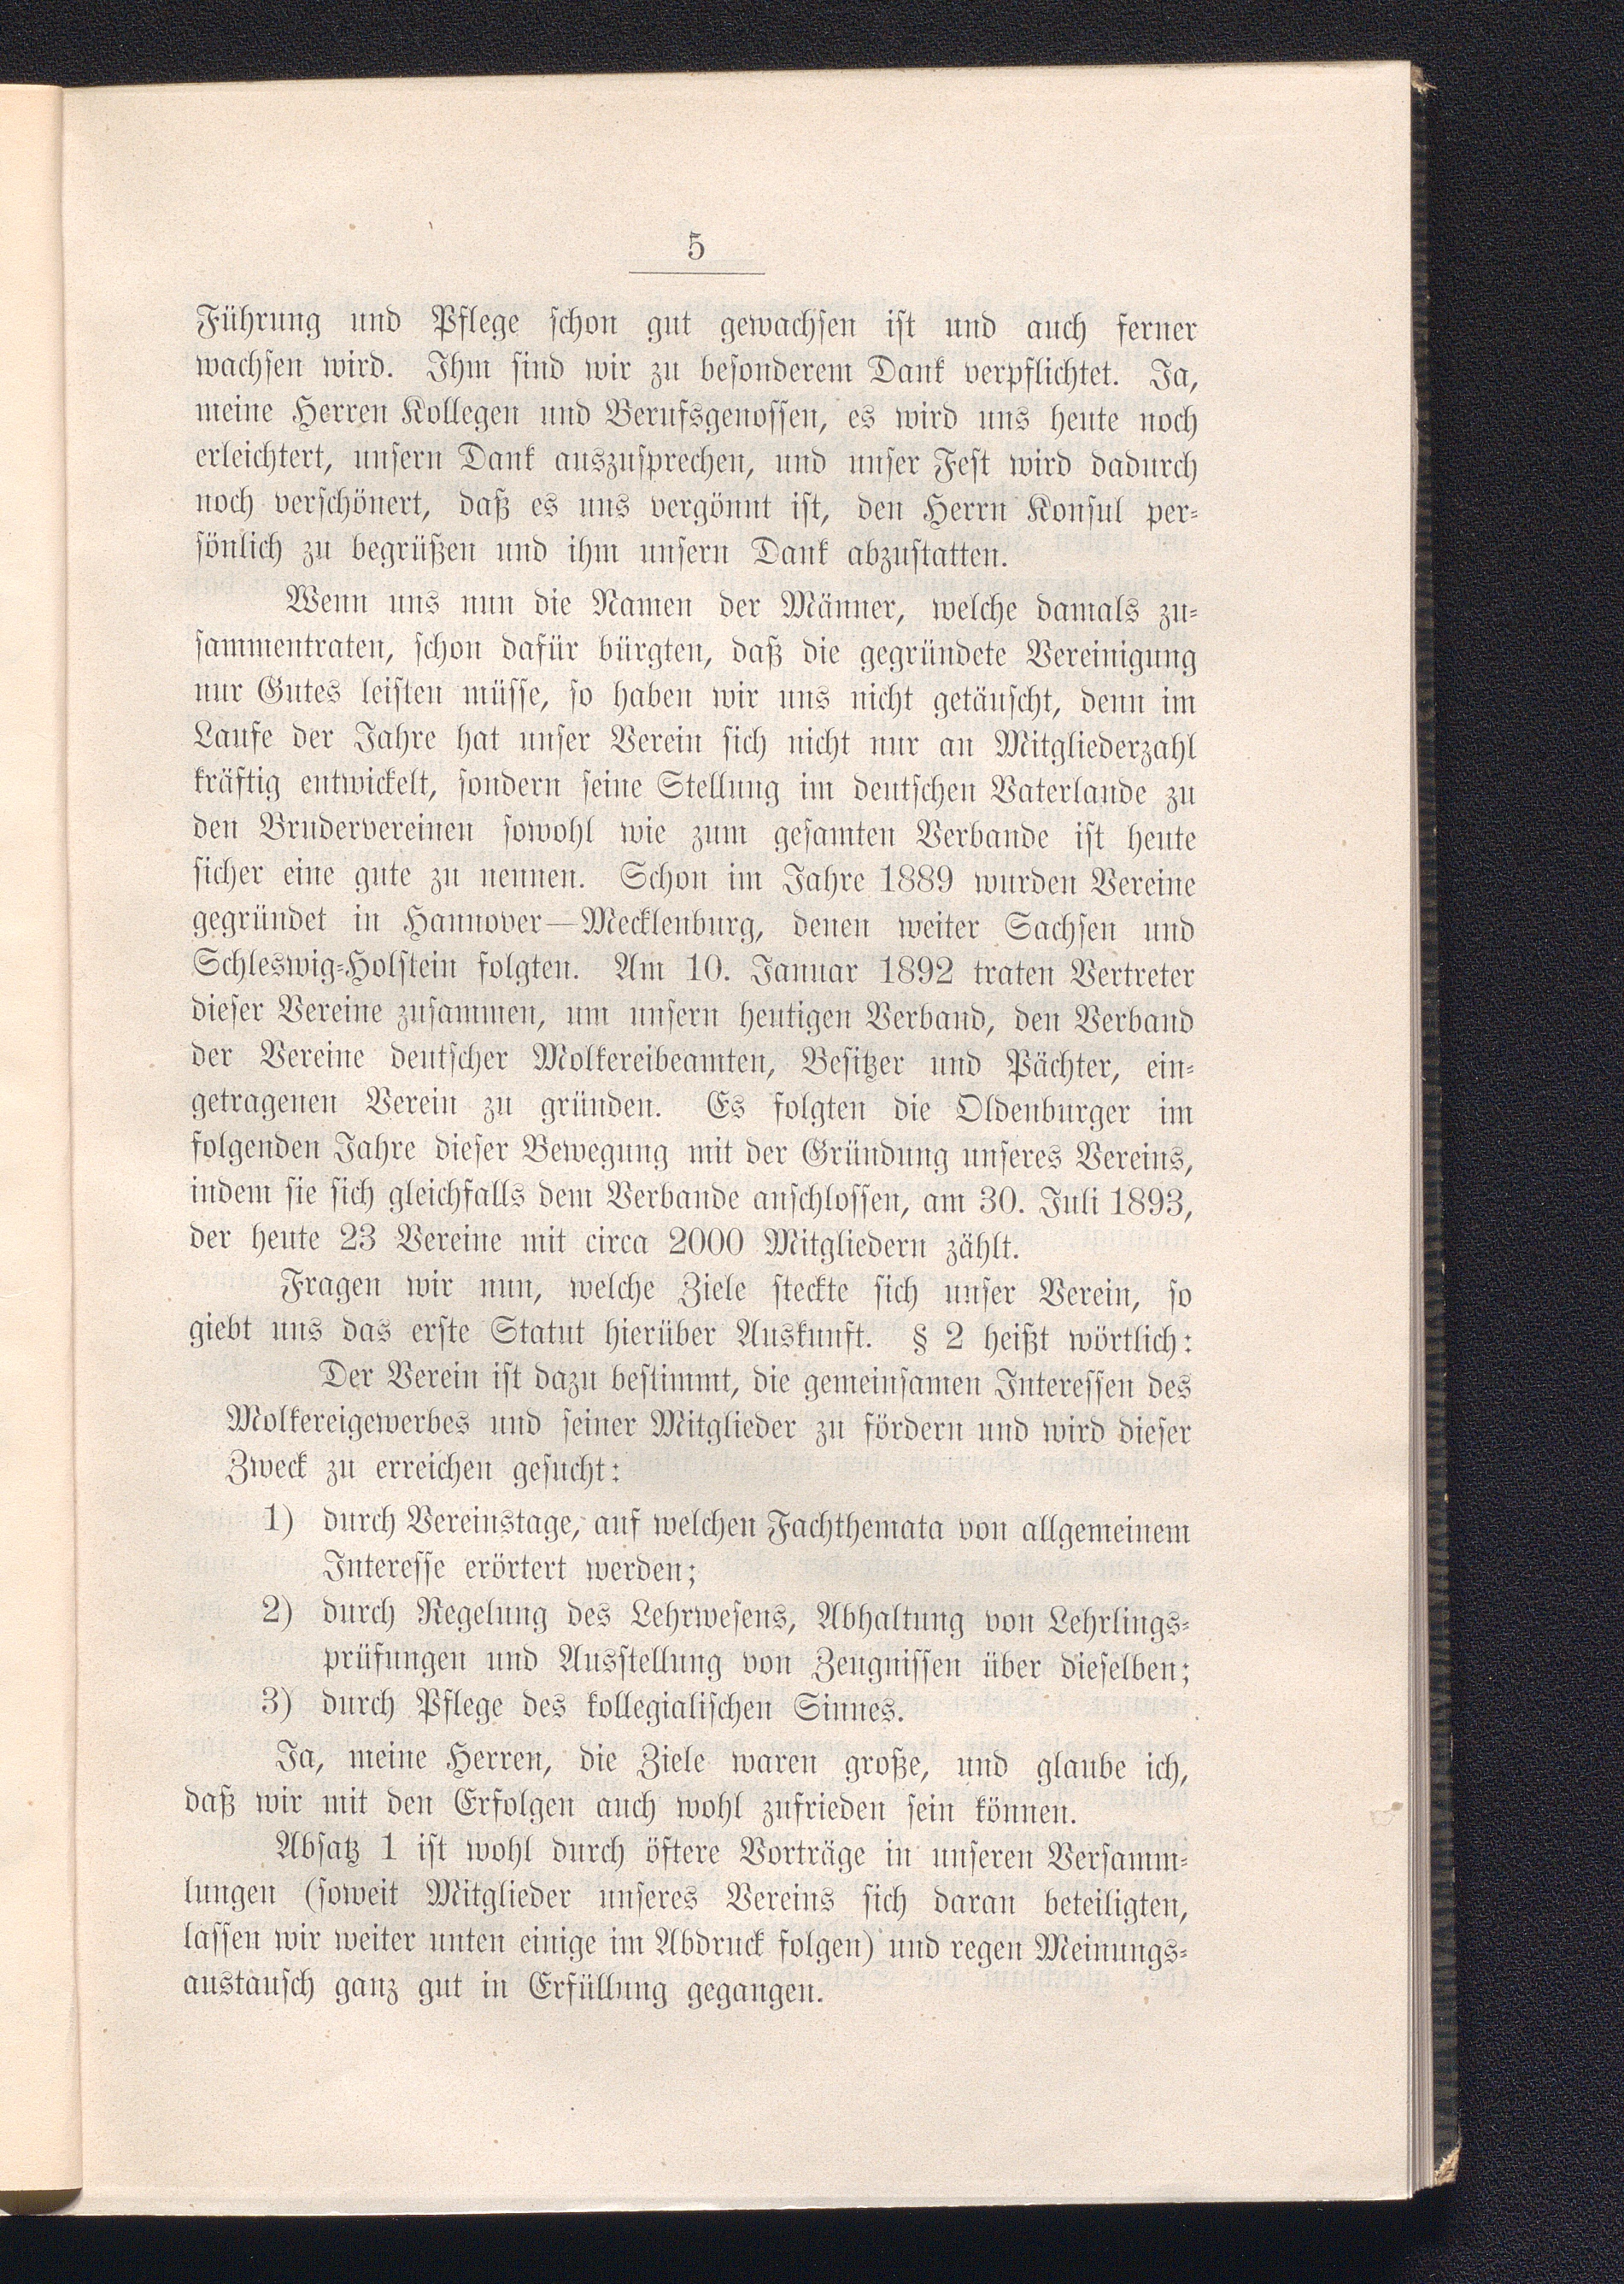 5
Führung und Pflege schon gut gewachsen ist und auch ferner
wachsen wird. Ihm sind wir zu besonderem Dank verpflichtet. Ja,
meine Herren Kollegen und Berufsgenossen, es wird uns heute noch
erleichtert, unsern Dank auszusprechen, und unser Fest wird dadurch
noch verschönert, daß es uns vergönnt ist, den Herrn Konsul per-
sönlich zu begrüßen und ihm unsern Dank abzustatten.
Wenn uns nun die Namen der Männer, welche damals zu-
sammentraten, schon dafür bürgten, daß die gegründete Vereinigung
nur Gutes leisten müsse, so haben wir uns nicht getäuscht, denn im
Laufe der Jahre hat unser Verein sich nicht nur an Mitgliederzahl
kräftig entwickelt, sondern seine Stellung im deutschen Vaterlande zu
den Brudervereinen sowohl wie zum gesamten Verbande ist heute
sicher eine gute zu nennen. Schon im Jahre 1889 wurden Vereine
gegründet in Hannover—Mecklenburg, denen weiter Sachsen und
Schleswig-Holstein folgten. Am 10. Januar 1892 traten Vertreter
dieser Vereine zusammen, um unsern heutigen Verband, den Verband
der Vereine deutscher Molkereibeamten, Besitzer und Pächter, ein-
getragenen Verein zu gründen. Es folgten die Oldenburger im
folgenden Jahre dieser Bewegung mit der Gründung unseres Vereins,
indem sie sich gleichfalls dem Verbande anschlossen, am 30. Juli 1893,
der heute 23 Vereine mit circa 2000 Mitgliedern zählt.
Fragen wir nun, welche Ziele steckte sich unser Verein, so
giebt uns das erste Statut hierüber Auskunft. § 2 heißt wörtlich:
Der Verein ist dazu bestimmt, die gemeinsamen Interessen des
Molkereigewerbes und seiner Mitglieder zu fördern und wird dieser
Zweck zu erreichen gesucht:
1) durch Vereinstage, auf welchen Fachthemata von allgemeinem
Interesse erörtert werden;
2) durch Regelung des Lehrwesens, Abhaltung von Lehrlings-
prüfungen und Ausstellung von Zeugnissen über dieselben;
3) durch Pflege des kollegialischen Sinnes.
Ja, meine Herren, die Ziele waren große, und glaube ich,
daß wir mit den Erfolgen auch wohl zufrieden sein können.
Absatz 1 ist wohl durch öftere Vorträge in unseren Versamm-
lungen (soweit Mitglieder unseres Vereins sich daran beteiligten,
lassen wir weiter unten einige im Abdruck folgen) und regen Meinungs-
austausch ganz gut in Erfüllung gegangen.